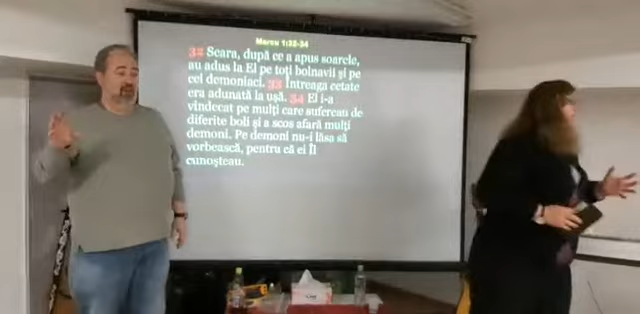 Marcu 1:32-34
32 Seara, după ce a apus soarele,
au adus la El pe toți bolnavii și pe
cei demoniaci. 33 Întreaga cetate
era adunată la ușă. 34 El i-a
vindecat pe mulți care sufereau de
diferite boli și a scos afară mulți
demoni. Pe demoni nu-i lăsa să
vorbească, pentru că ei Îl
cunoșteau.